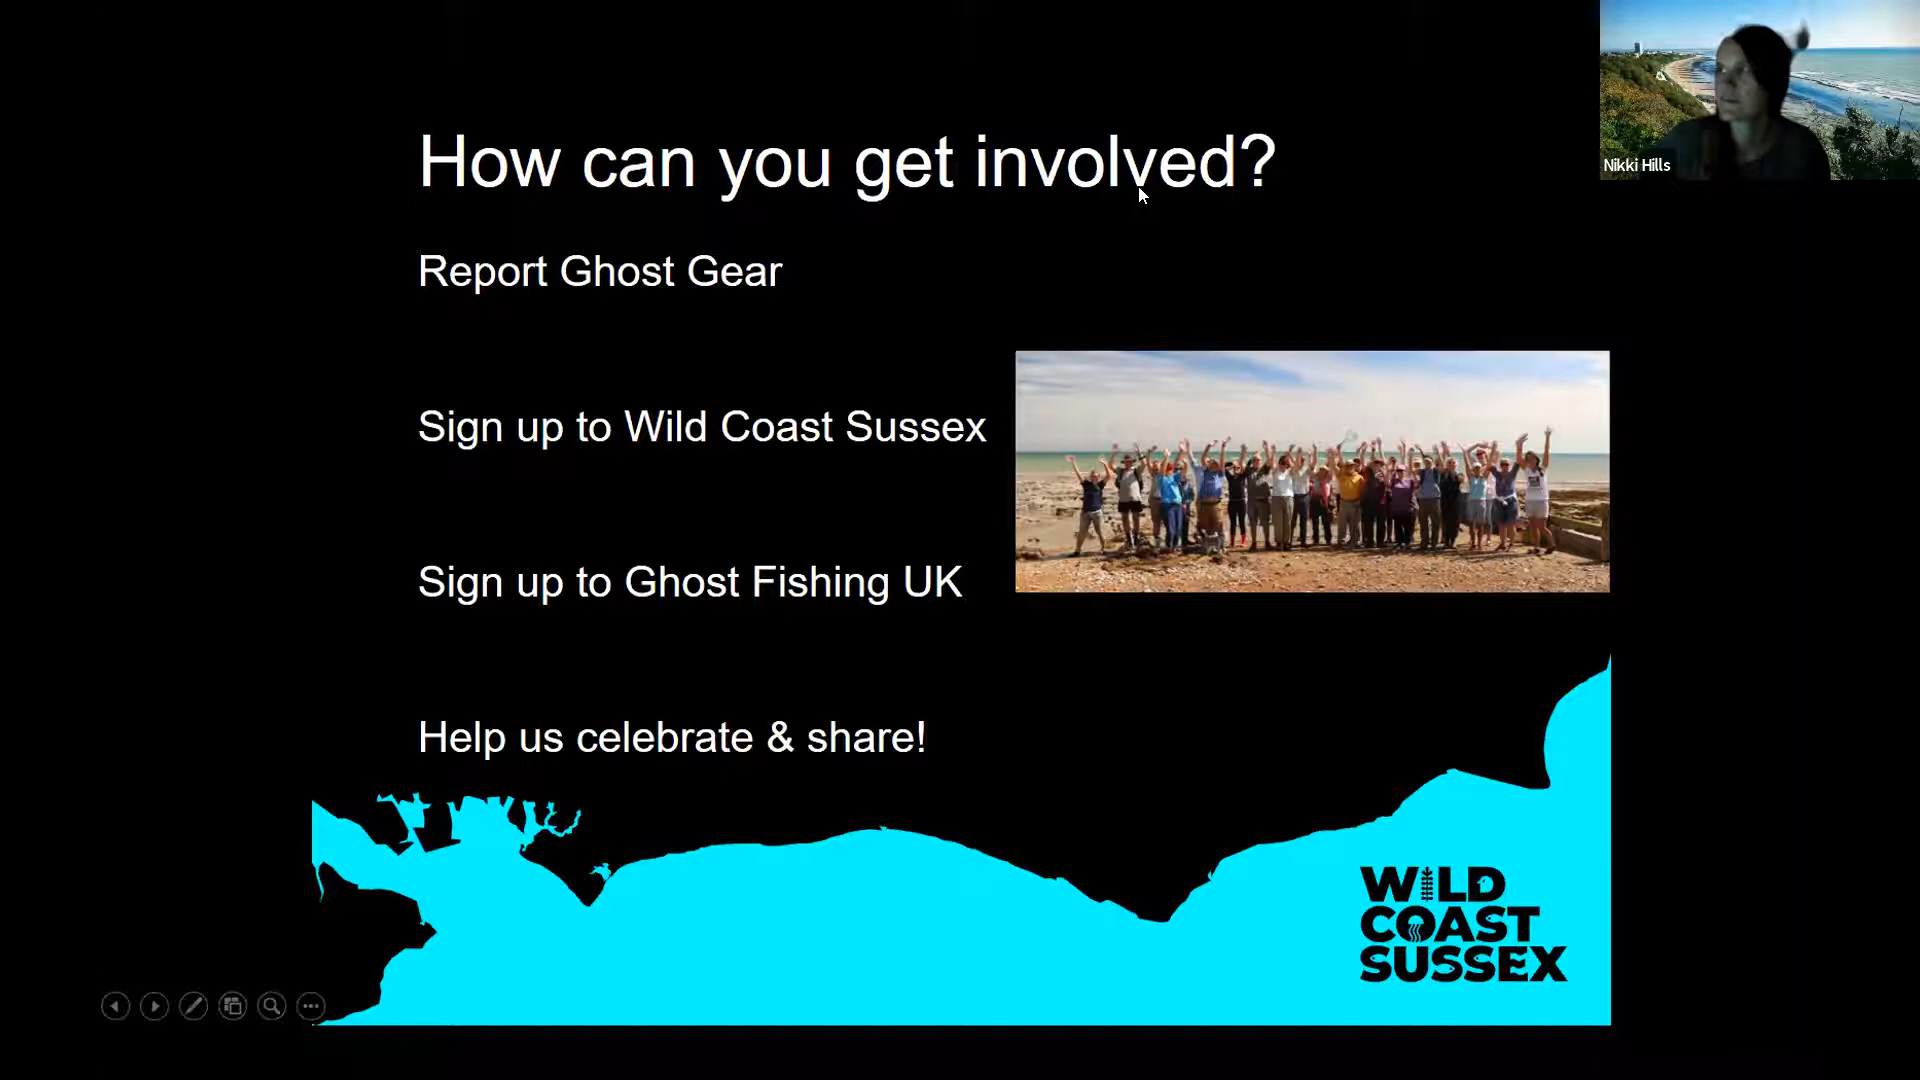 How can you get involved?
Nikki Hills
Report Ghost Gear
Sign up to Wild Coast Sussex
Sign up to Ghost Fishing UK
Help us celebrate & share!
WILD
COAST
SUSSEX